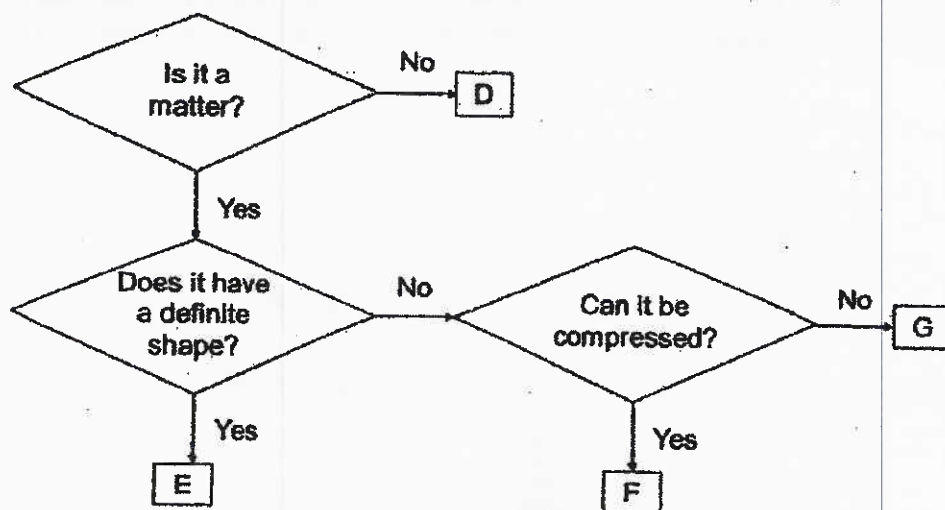 Is it a
matter?
No
D
Yes
Does it have
a definite
shape?
No
Can it be
compressed?
No
G
Yes
E
Yes
F